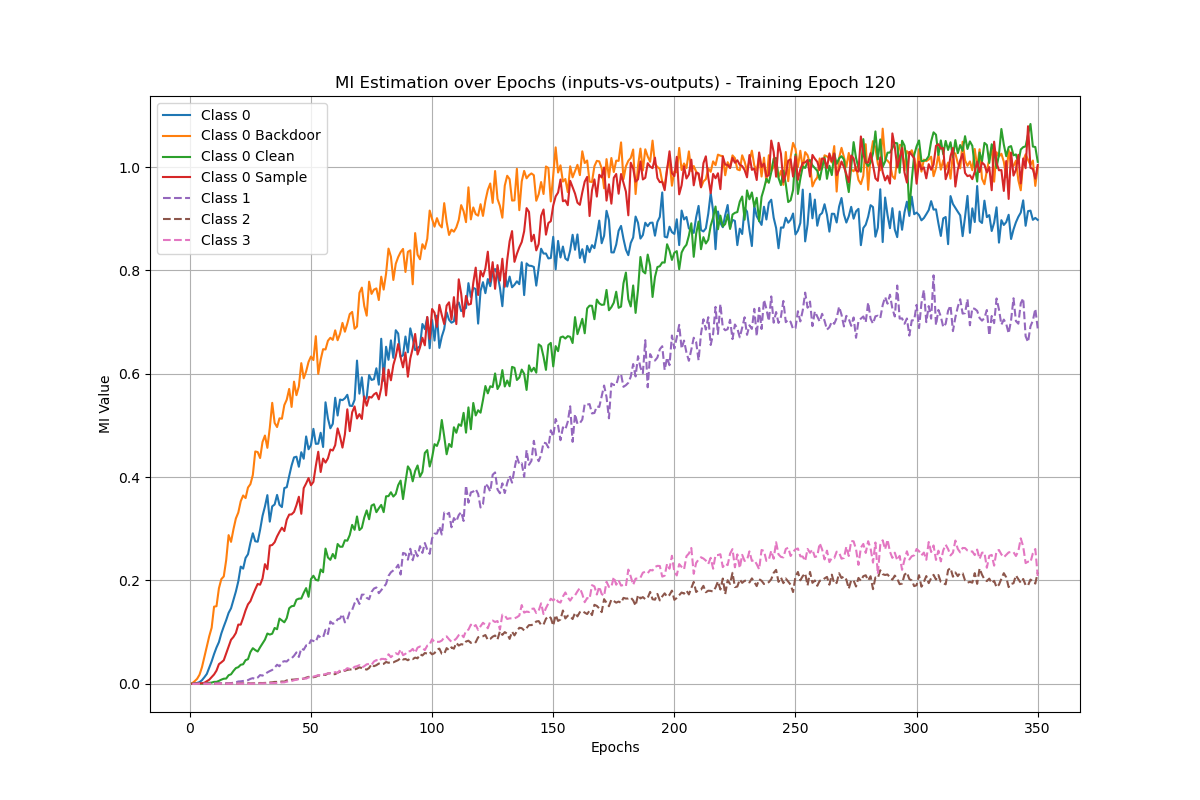 MI Estimation over Epochs (inputs-vs-outputs) - Training Epoch 120
Class 0
Class 0 Backdoor
Class 0 Clean
Class 0 Sample
Class 1
Class 2
Class 3
MI Value
1.0
0.8
0.6
0.4
0.2
0.0
0 50 100 150 200 250 300 350
Epochs